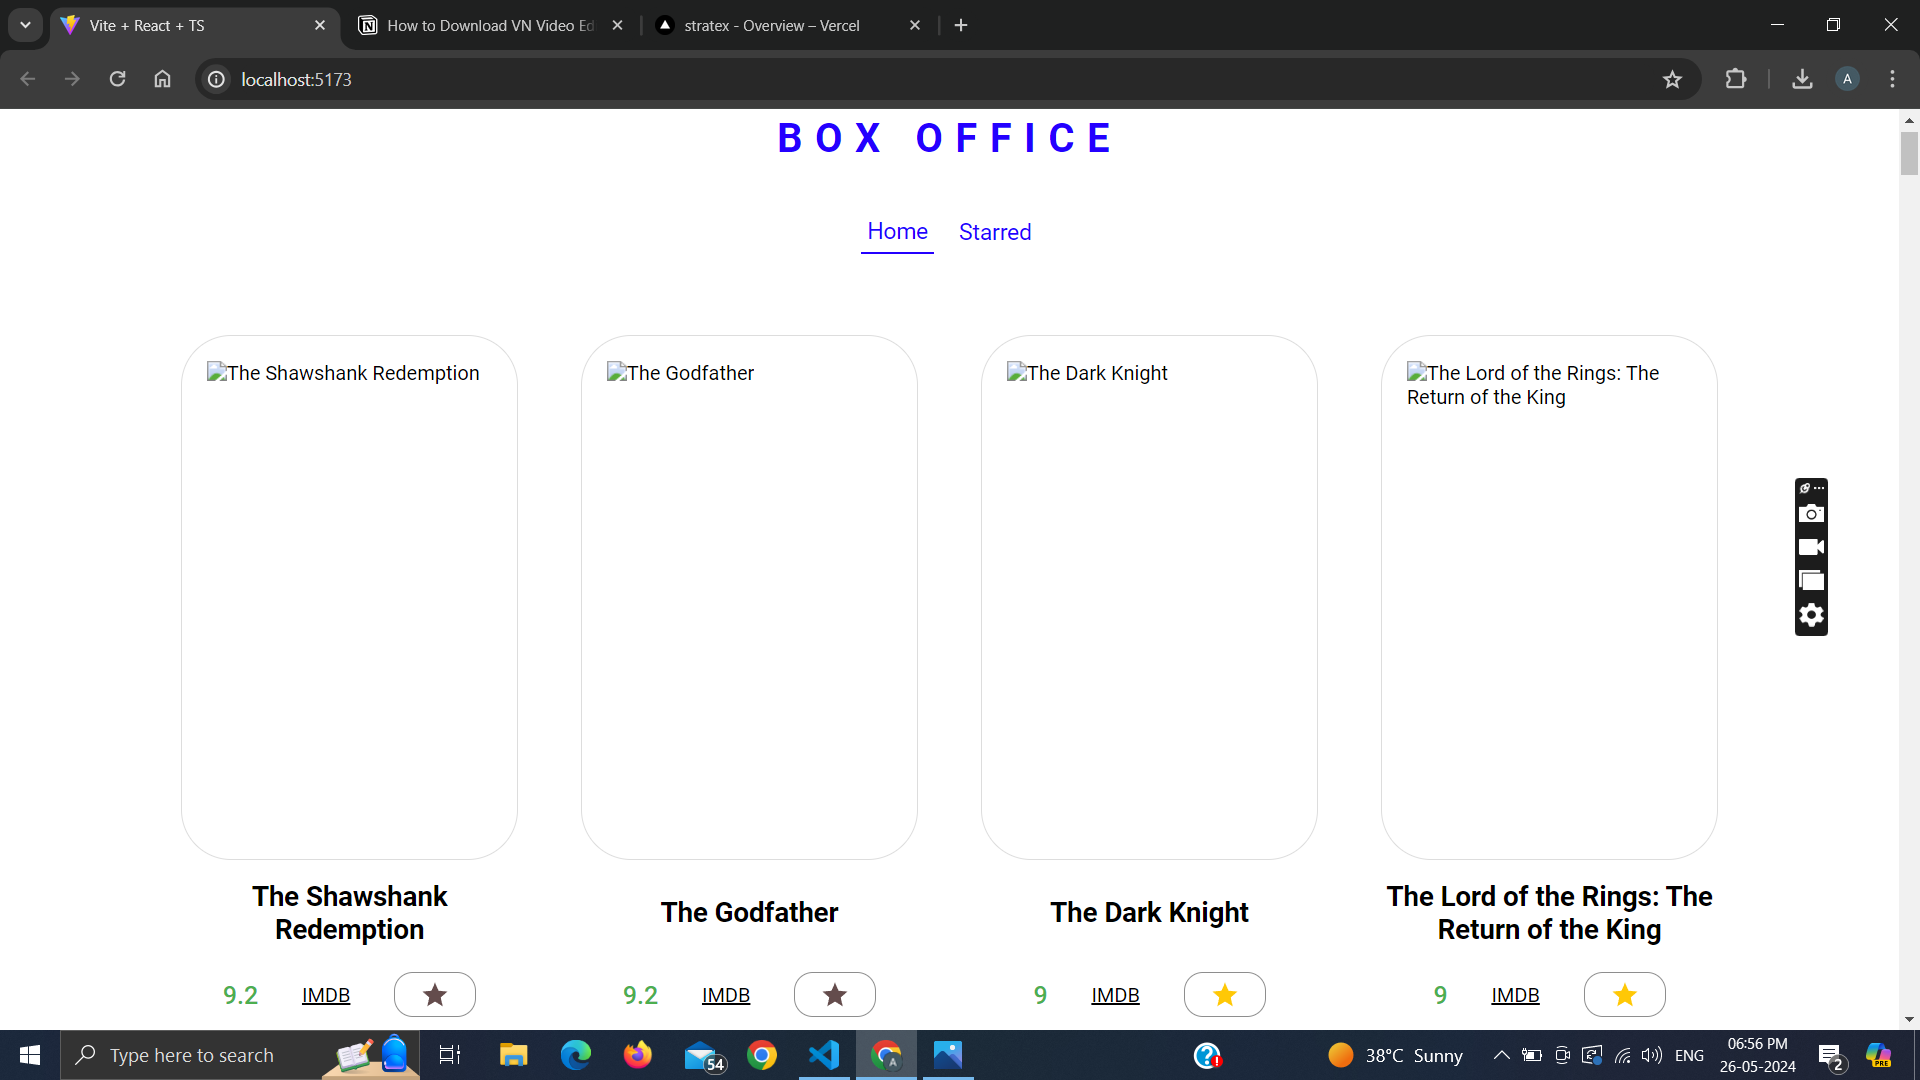 Vite + React + TS
How to Download VN Video Ed
stratex - Overview – Vercel
localhost:5173
A
BOX OFFICE
Home
Starred
The Shawshank Redemption
The Godfather
The Dark Knight
The Lord of the Rings: The
Return of the King
The Shawshank
Redemption
The Godfather
The Dark Knight
The Lord of the Rings: The
Return of the King
9.2 IMDB
9.2 IMDB
9 IMDB
9 IMDB
Type here to search
54
A
38°C Sunny
ENG
06:56 PM
26-05-2024
2
PRE